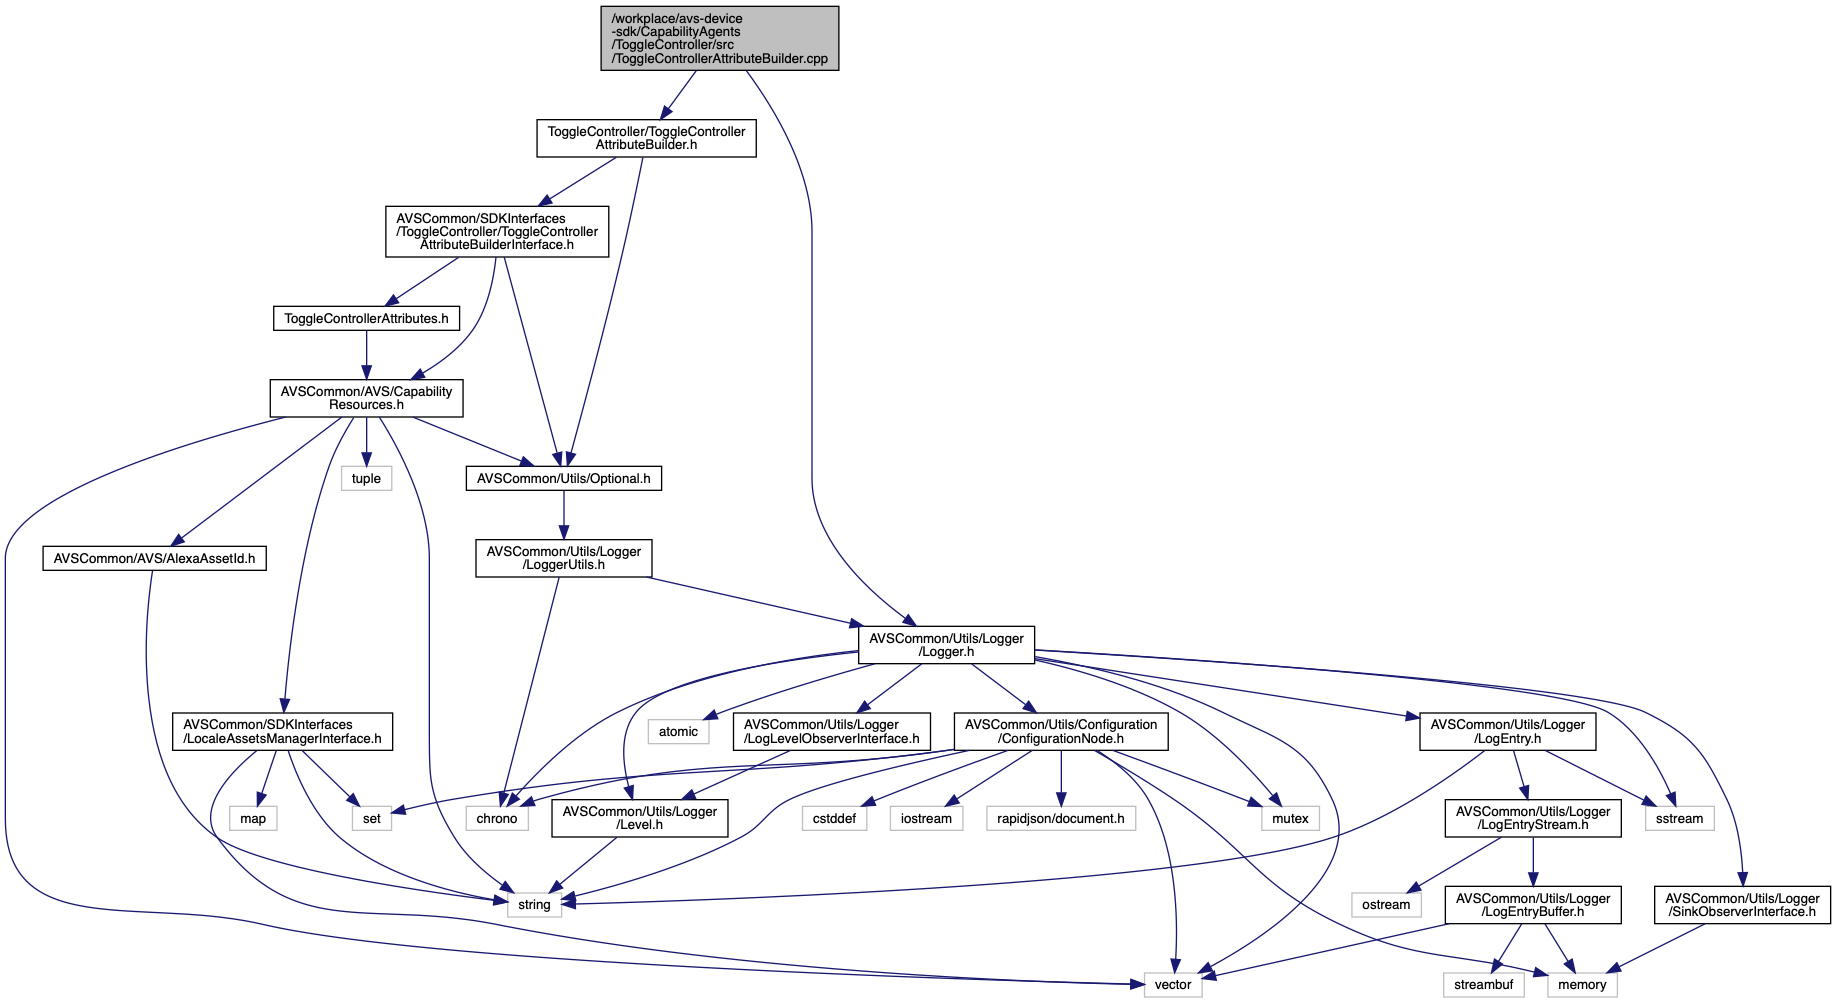 /workplace/avs-device
-sdk/CapabilityAgents
/ToggleController/src
/ToggleControllerAttributeBuilder.cpp
ToggleController/ToggleController
AttributeBuilder.h
AVSCommon/SDKInterfaces
/ToggleController/ToggleController
AttributeBuilderInterface.h
ToggleControllerAttributes.h
AVSCommon/AVS/Capability
Resources.h
tuple
AVSCommon/Utils/Optional.h
AVSCommon/AVS/AlexaAssetId.h
AVSCommon/Utils/Logger
/LoggerUtils.h
AVSCommon/Utils/Logger
/Logger.h
AVSCommon/SDKInterfaces
/LocaleAssetsManagerInterface.h
atomic
AVSCommon/Utils/Logger
/LogLevelObserverInterface.h
AVSCommon/Utils/Configuration
/ConfigurationNode.h
AVSCommon/Utils/Logger
/LogEntry.h
map
set
chrono
AVSCommon/Utils/Logger
/Level.h
cstddef
iostream
rapidjson/document.h
mutex
AVSCommon/Utils/Logger
/LogEntryStream.h
sstream
string
ostream
AVSCommon/Utils/Logger
/LogEntryBuffer.h
AVSCommon/Utils/Logger
/SinkObserverInterface.h
vector
streambuf
memory